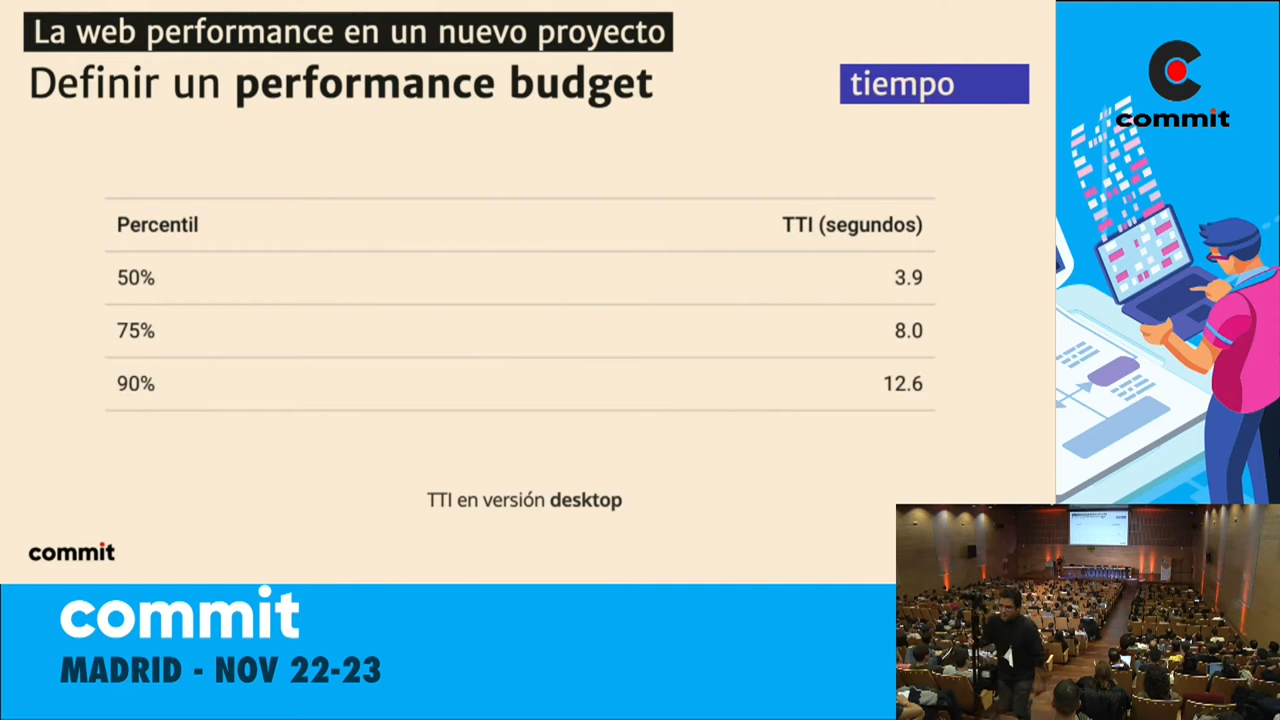 La web performance en un nuevo proyecto
Definir un performance budget
tiempo
commit
Percentil TTI (segundos)
50% 3.9
75% 8.0
90% 12.6
TTI en versión desktop
commit
commit
MADRID - NOV 22-23